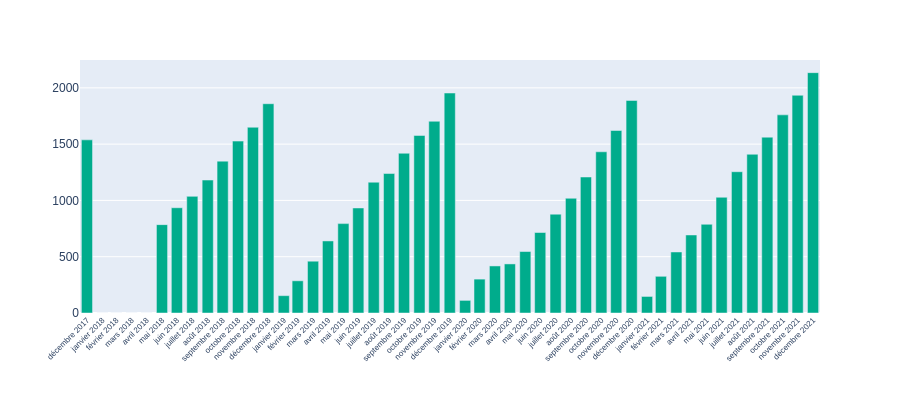 2000
1500
1000
500
0
décembre 2017
janvier 2018
février 2018
mars 2018
avril 2018
mai 2018
juin 2018
juillet 2018
août 2018
septembre 2018
octobre 2018
novembre 2018
décembre 2018
janvier 2019
février 2019
mars 2019
avril 2019
mai 2019
juin 2019
juillet 2019
août 2019
septembre 2019
octobre 2019
novembre 2019
décembre 2019
janvier 2020
février 2020
mars 2020
avril 2020
mai 2020
juin 2020
juillet 2020
août 2020
septembre 2020
octobre 2020
novembre 2020
décembre 2020
janvier 2021
février 2021
mars 2021
avril 2021
mai 2021
juin 2021
juillet 2021
août 2021
septembre 2021
octobre 2021
novembre 2021
décembre 2021